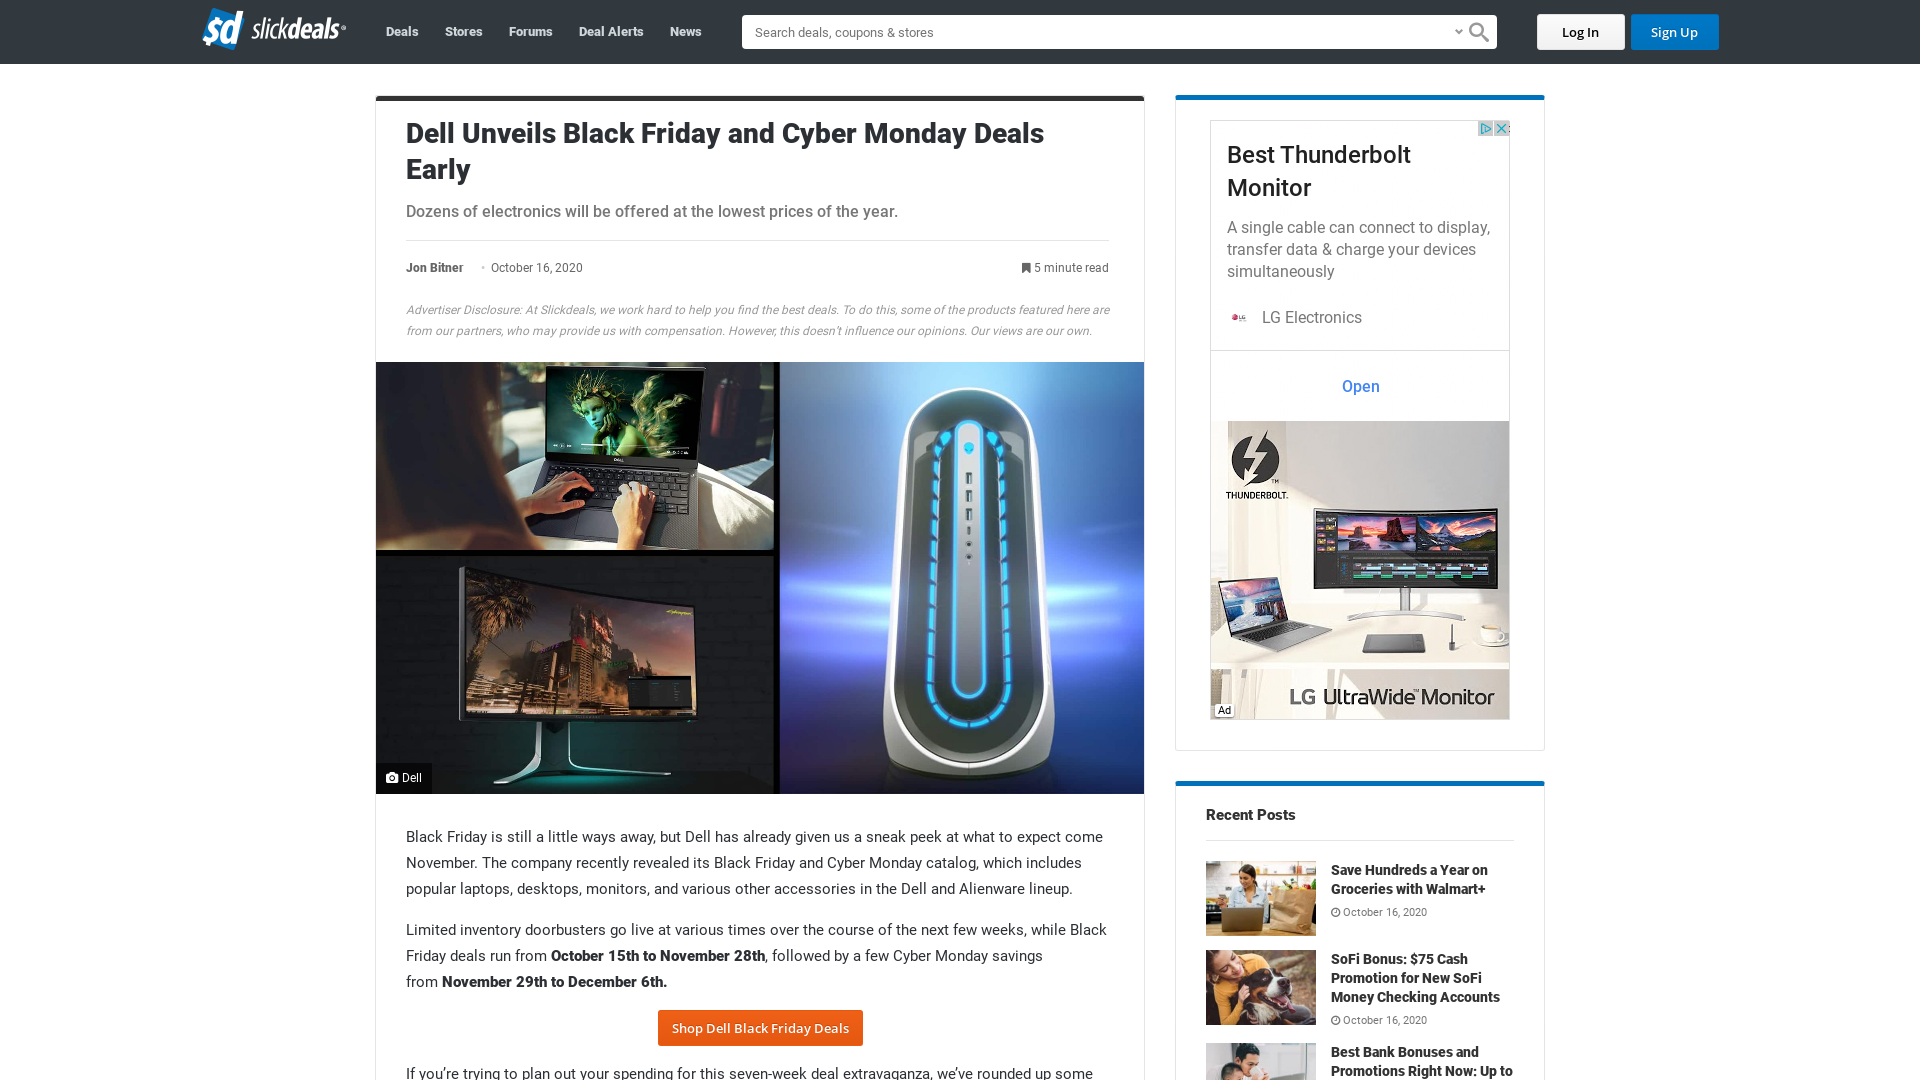 $d slickdeals
Deals
Stores
Forums
Deal Alerts
News
Search deals, coupons & stores
Log In
Sign Up
Dell Unveils Black Friday and Cyber Monday Deals
Early
Dozens of electronics will be offered at the lowest prices of the year.
Jon Bitner • October 16, 2020
5 minute read
Advertiser Disclosure: At Slickdeals, we work hard to help you find the best deals. To do this, some of the products featured here are
from our partners, who may provide us with compensation. However, this doesn't influence our opinions. Our views are our own.
DELL
Dell
Black Friday is still a little ways away, but Dell has already given us a sneak peek at what to expect come
November. The company recently revealed its Black Friday and Cyber Monday catalog, which includes
popular laptops, desktops, monitors, and various other accessories in the Dell and Alienware lineup.
Limited inventory doorbusters go live at various times over the course of the next few weeks, while Black
Friday deals run from October 15th to November 28th, followed by a few Cyber Monday savings
from November 29th to December 6th.
Shop Dell Black Friday Deals
If you're trying to plan out your spending for this seven-week deal extravaganza, we've rounded up some
Best Thunderbolt
Monitor
A single cable can connect to display,
transfer data & charge your devices
simultaneously
LG
LG Electronics
Open
THUNDERBOLT.™
LG UltraWide™ Monitor
Ad
Recent Posts
Save Hundreds a Year on
Groceries with Walmart+
October 16, 2020
SoFi Bonus: $75 Cash
Promotion for New SoFi
Money Checking Accounts
October 16, 2020
Best Bank Bonuses and
Promotions Right Now: Up to